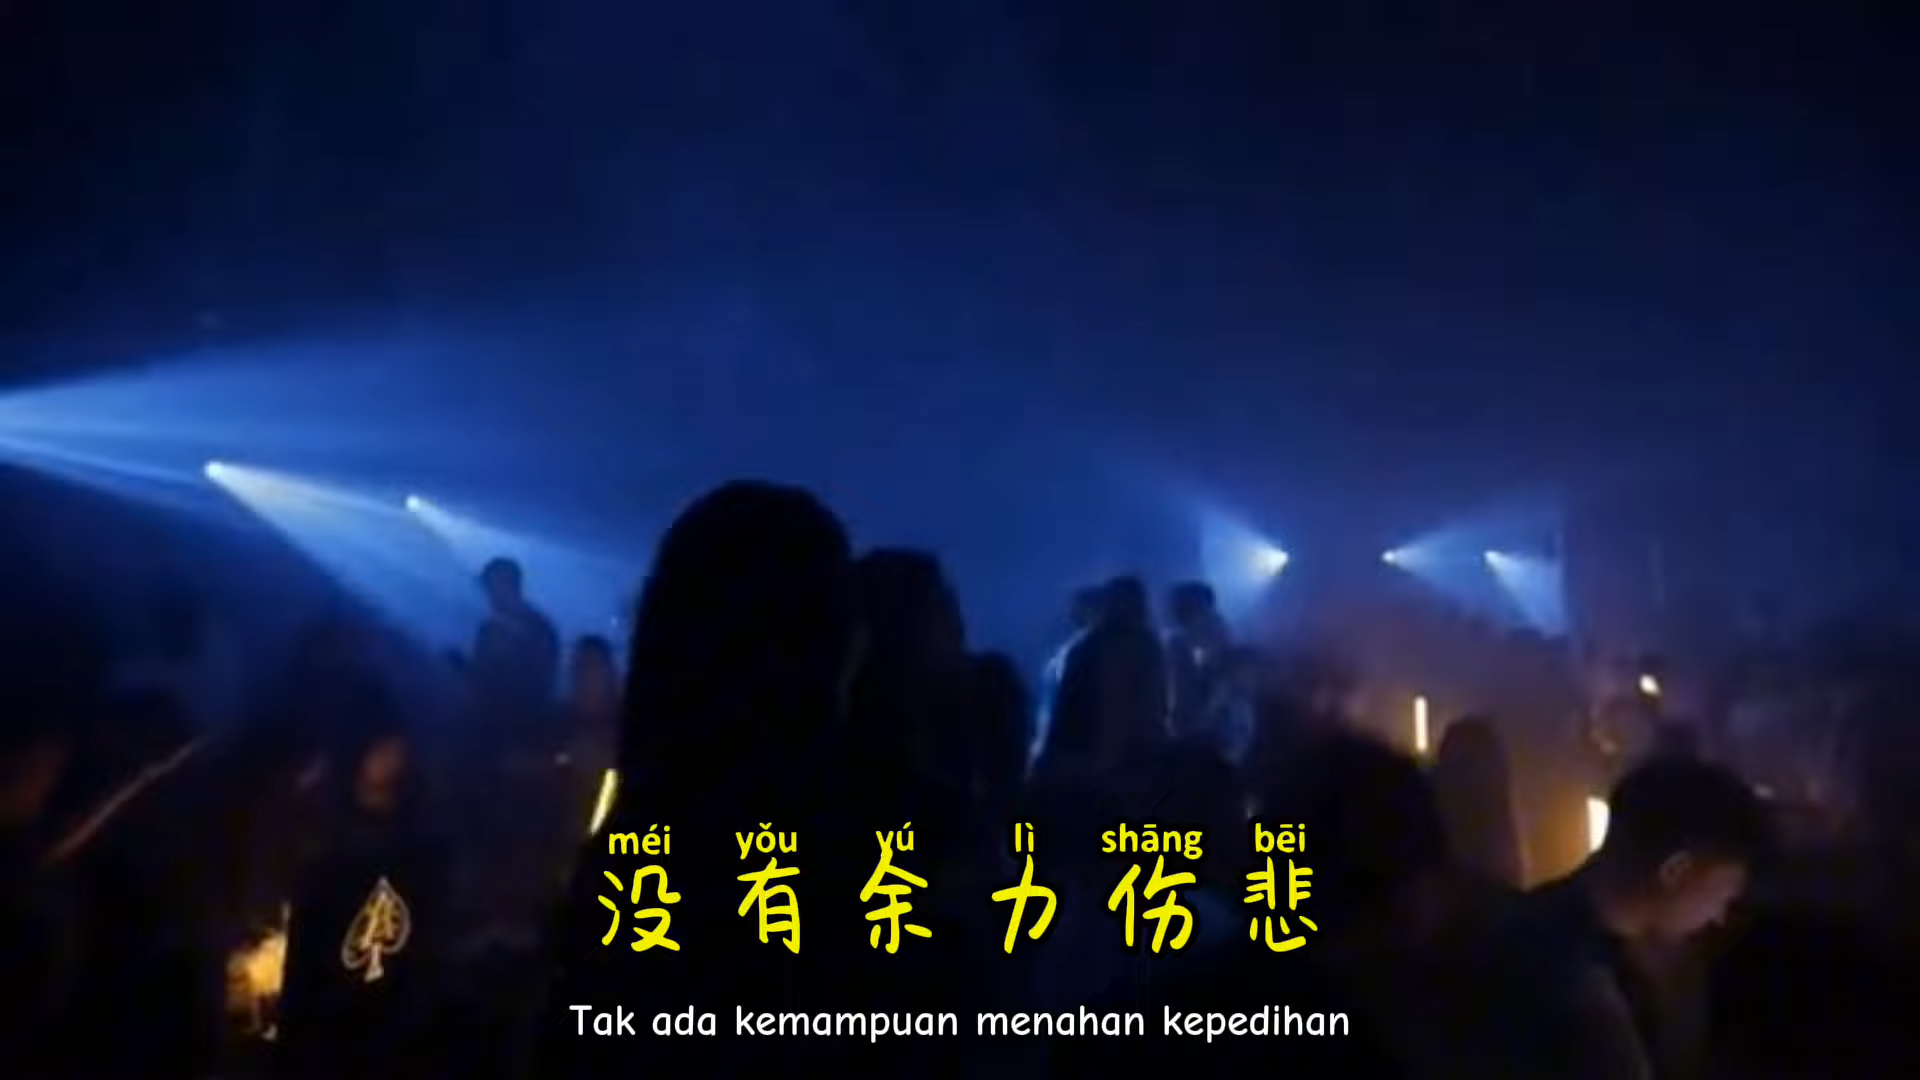 méi yǒu yú lì shāng bēi
没有余力伤悲
Tak ada kemampuan menahan kepedihan